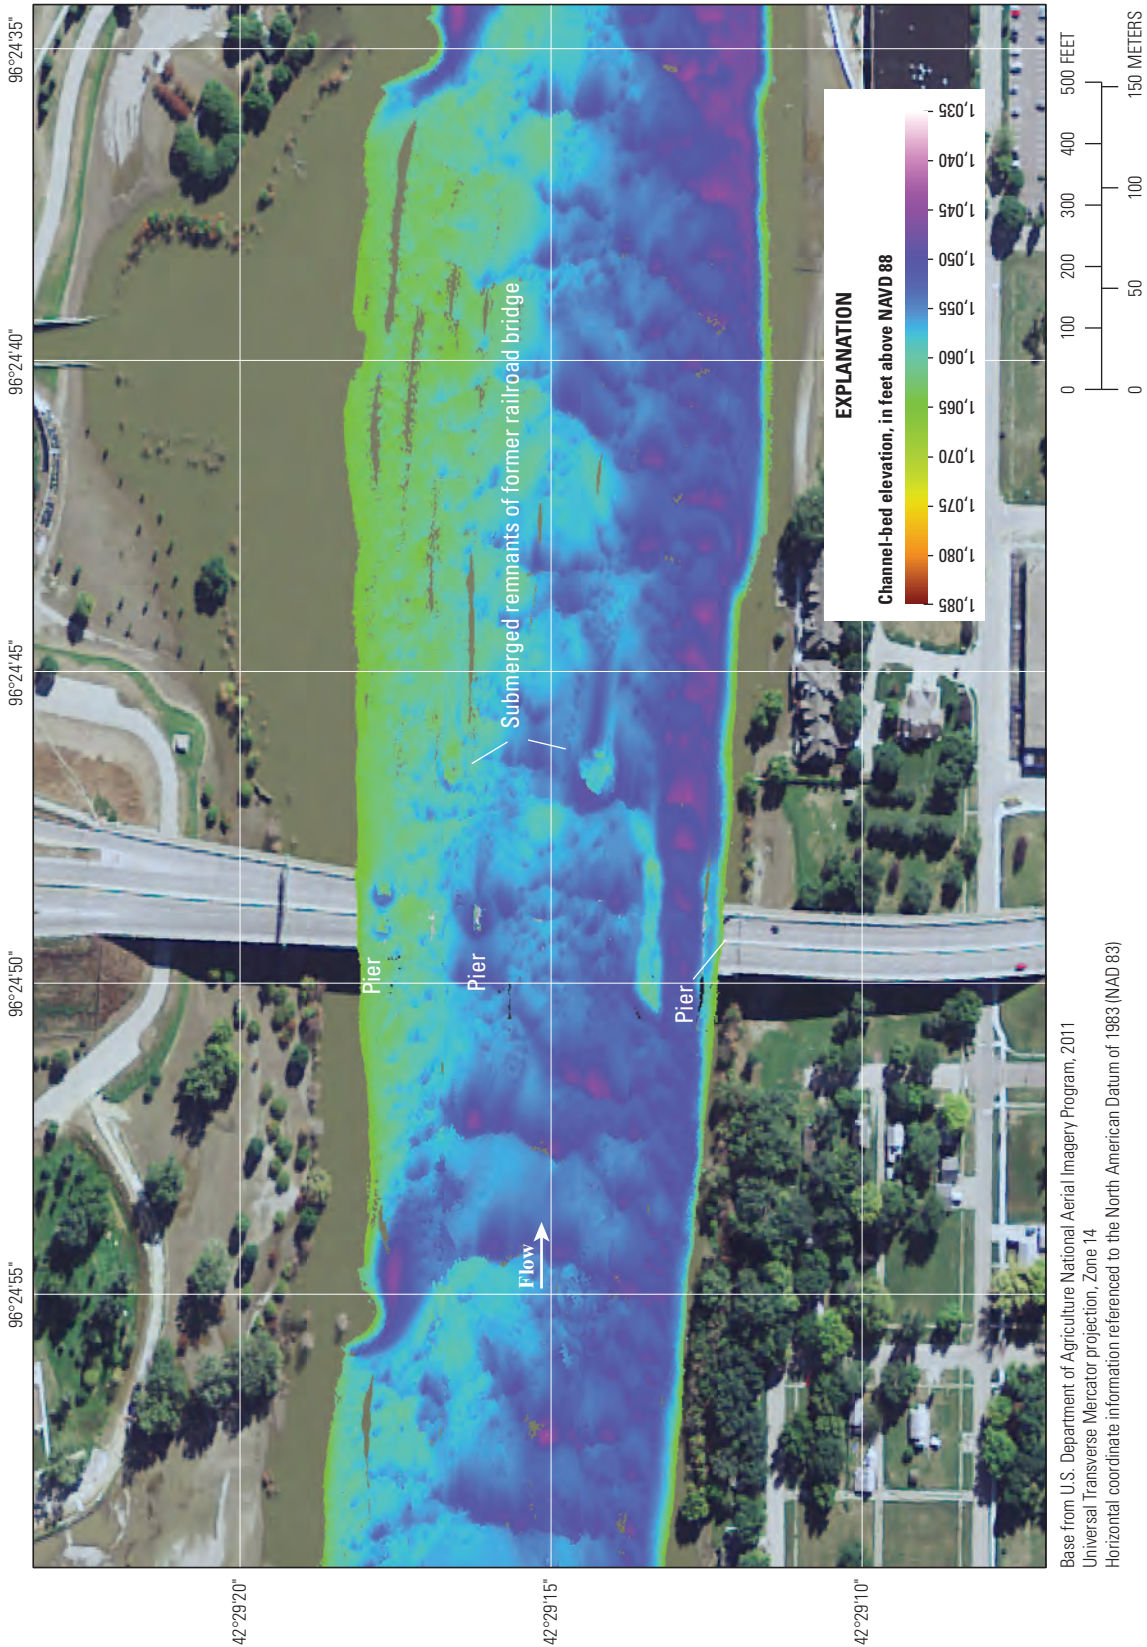 96°24'55"
96°24'50"
96°24'45"
96°24'40"
96°24'35"
42°29'20"
42°29'15"
42°29'10"
Pier
Pier
Pier
Flow
Submerged remnants of former railroad bridge
EXPLANATION
Channel-bed elevation, in feet above NAVD 88
1,085
1,080
1,075
1,070
1,065
1,060
1,055
1,050
1,045
1,040
1,035
Base from U.S. Department of Agriculture National Aerial Imagery Program, 2011
Universal Transverse Mercator projection, Zone 14
Horizontal coordinate information referenced to the North American Datum of 1983 (NAD 83)
0 100 200 300 400 500 FEET
0 50 100 150 METERS